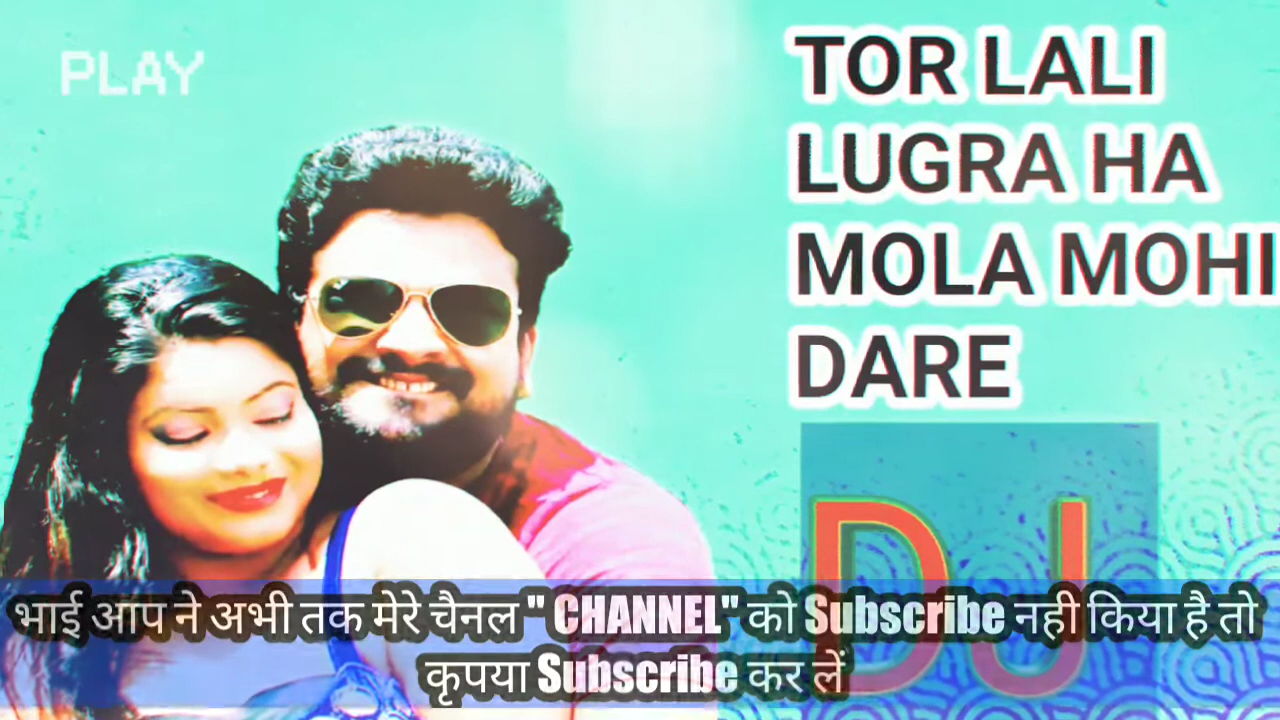 PLAY
TOR LALI
LUGRA HA
MOLA MOHI
DARE
DJ
भाई आप ने अभी तक मेरे चैनल " CHANNEL" को Subscribe नही किया है तो
कृपया Subscribe कर लें